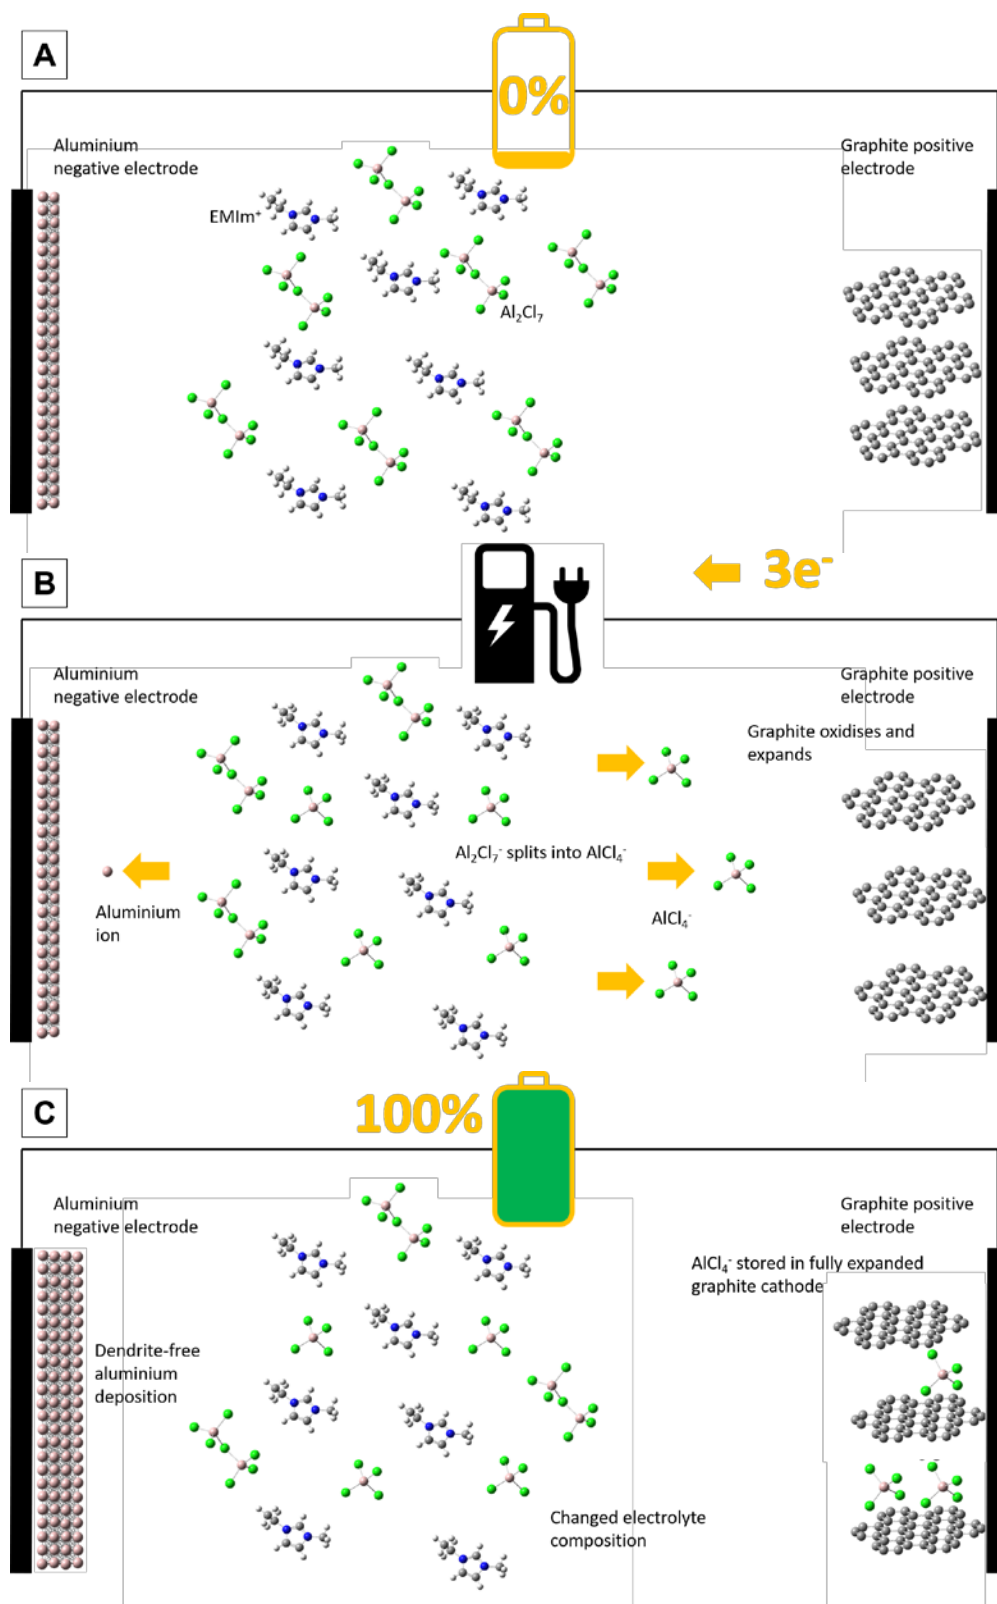 A
0%
Aluminium
negative electrode
Graphite positive
electrode
EMIm⁺
Al₂Cl₇
B
3e⁻
Aluminium
negative electrode
Graphite positive
electrode
Graphite oxidises and
expands
Al₂Cl₇⁻ splits into AlCl₄⁻
Aluminium
ion
AlCl₄⁻
C
100%
Aluminium
negative electrode
Graphite positive
electrode
AlCl₄⁻ stored in fully expanded
graphite cathode
Dendrite-free
aluminium
deposition
Changed electrolyte
composition